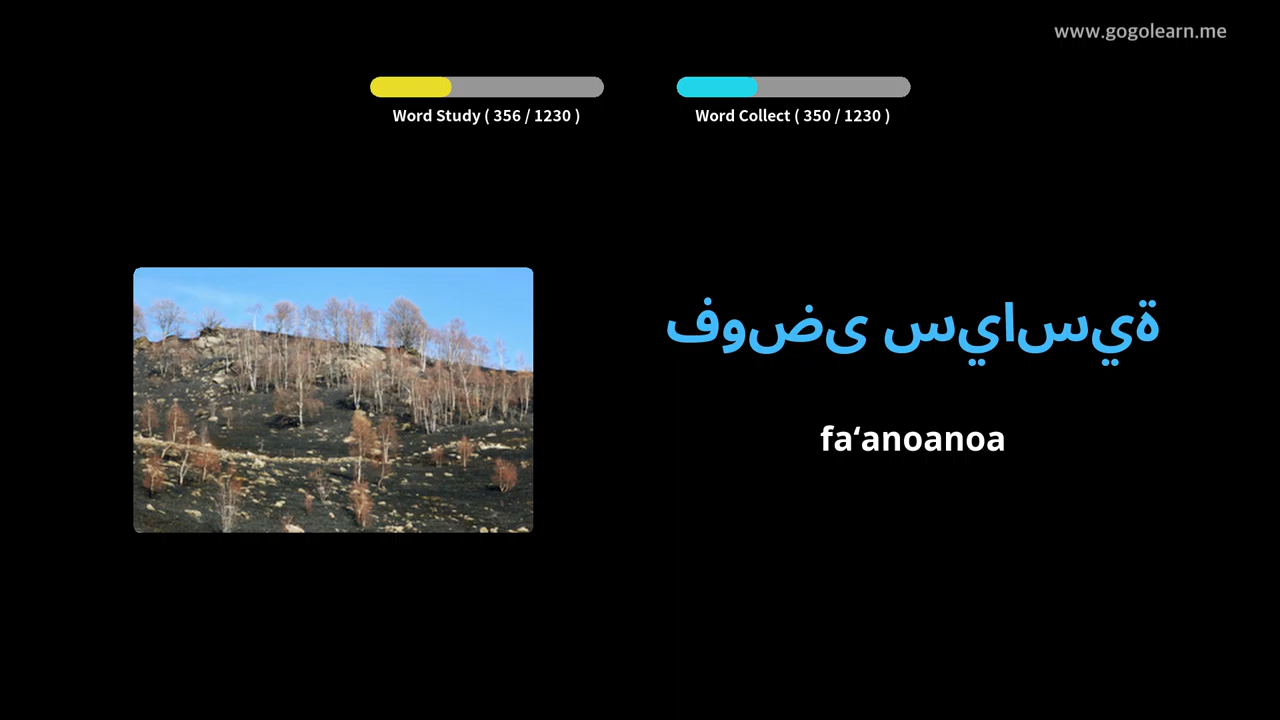 www.gogolearn.me
Word Study ( 356 / 1230 )
Word Collect ( 350 / 1230 )
فوضى سياسية
fa‘anoanoa